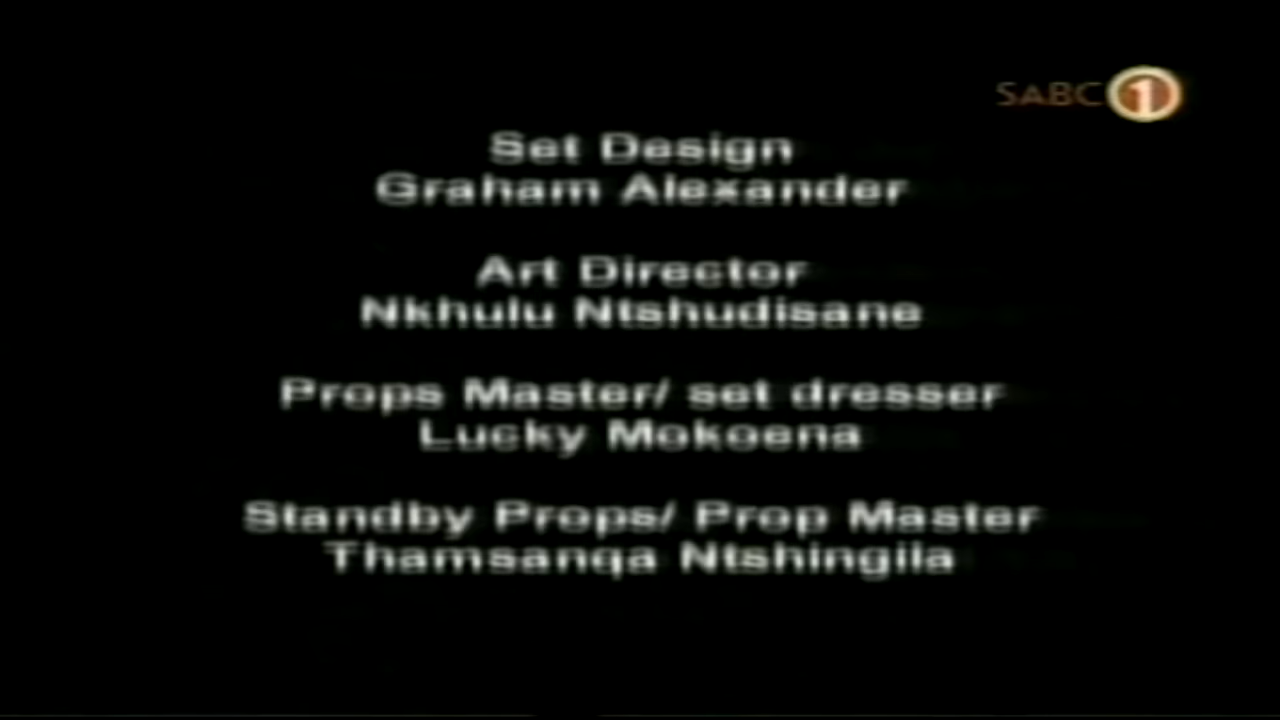 SABC 1
Set Design
Graham Alexander
Art Director
Nkhulu Ntshudisane
Props Master/ set dresser
Lucky Mokoena
Standby Props/ Prop Master
Thamsanqa Ntshingila